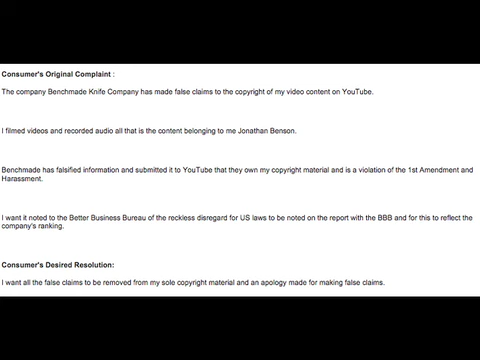 Consumer's Original Complaint :
The company Benchmade Knife Company has made false claims to the copyright of my video content on YouTube.
I filmed videos and recorded audio all that is the content belonging to me Jonathan Benson.
Benchmade has falsified information and submitted it to YouTube that they own my copyright material and is a violation of the 1st Amendment and
Harassment.
I want it noted to the Better Business Bureau of the reckless disregard for US laws to be noted on the report with the BBB and for this to reflect the
company's ranking.
Consumer's Desired Resolution:
I want all the false claims to be removed from my sole copyright material and an apology made for making false claims.